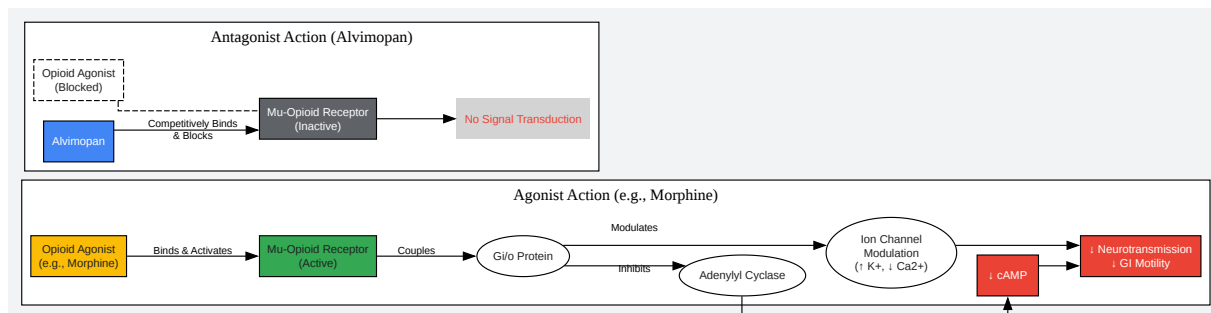 Antagonist Action (Alvimopan)
Opioid Agonist
(Blocked)
Alvimopan
Competitively Binds
& Blocks
Mu-Opioid Receptor
(Inactive)
No Signal Transduction
Agonist Action (e.g., Morphine)
Opioid Agonist
(e.g., Morphine)
Binds & Activates
Mu-Opioid Receptor
(Active)
Couples
Gi/o Protein
Modulates
Inhibits
Adenylyl Cyclase
Ion Channel
Modulation
(↑ K+, ↓ Ca2+)
↓ cAMP
↓ Neurotransmission
↓ GI Motility